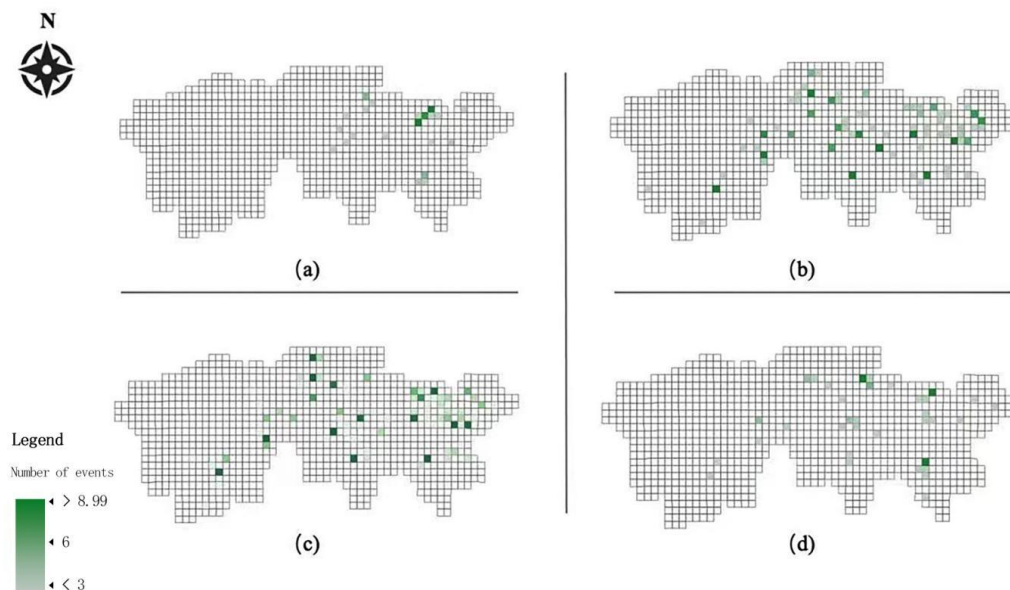 N
(a)
(b)
Legend
Number of events
> 8.99
6
< 3
(c)
(d)